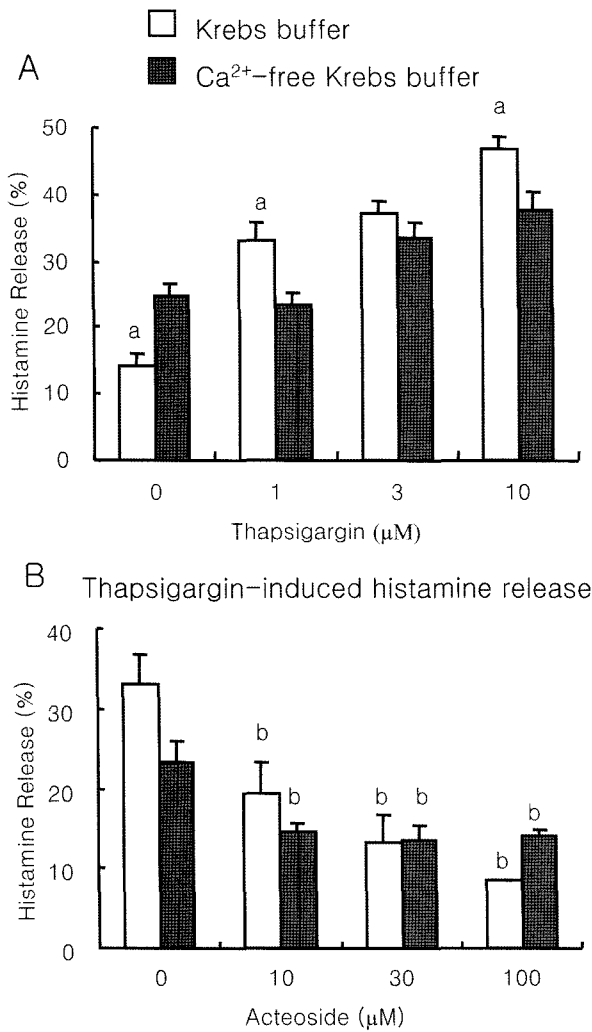 Krebs buffer
Ca²⁺-free Krebs buffer
A
Histamine Release (%)
50
40
30
20
10
0
a
a
a
0 1 3 10
Thapsigargin (μM)
B
Thapsigargin-induced histamine release
Histamine Release (%)
40
30
20
10
0
b
b
b b
b
b
0 10 30 100
Acteoside (μM)